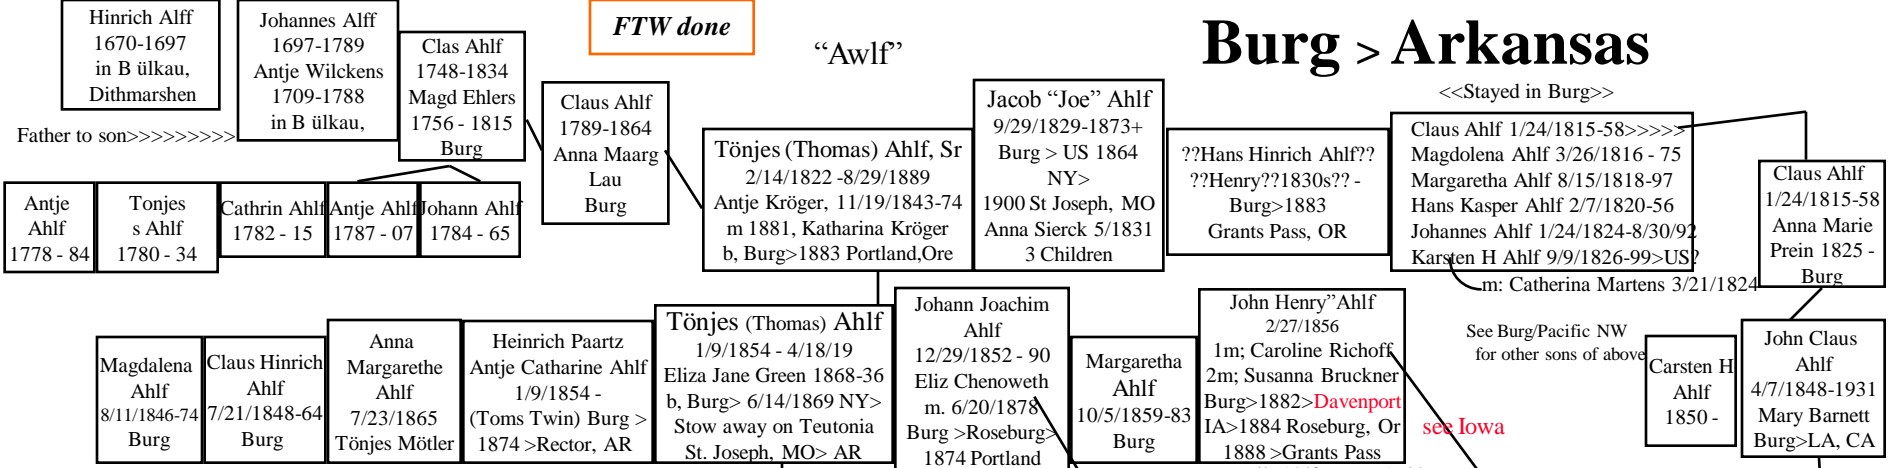 Hinrich Alff
1670-1697
in B ülkau,
Dithmarshen
Johannes Alff
1697-1789
Antje Wilckens
1709-1788
in B ülkau,
Clas Ahlf
1748-1834
Magd Ehlers
1756 - 1815
Burg
FTW done
“Awlf”
Burg > Arkansas
<<Stayed in Burg>>
Father to son>>>>>>>>>
Claus Ahlf
1789-1864
Anna Maarg
Lau
Burg
Tönjes (Thomas) Ahlf, Sr
2/14/1822 -8/29/1889
Antje Kröger, 11/19/1843-74
m 1881, Katharina Kröger
b, Burg>1883 Portland,Ore
Jacob “Joe” Ahlf
9/29/1829-1873+
Burg > US 1864
NY>
1900 St Joseph, MO
Anna Sierck 5/1831
3 Children
??Hans Hinrich Ahlf??
??Henry??1830s?? -
Burg>1883
Grants Pass, OR
Claus Ahlf 1/24/1815-58>>>>>
Magdolena Ahlf 3/26/1816 - 75
Margaretha Ahlf 8/15/1818-97
Hans Kasper Ahlf 2/7/1820-56
Johannes Ahlf 1/24/1824-8/30/92
Karsten H Ahlf 9/9/1826-99>US?
m: Catherina Martens 3/21/1824
Claus Ahlf
1/24/1815-58
Anna Marie
Prein 1825 -
Burg
Antje
Ahlf
1778 - 84
Tonjes
s Ahlf
1780 - 34
Cathrin Ahlf
1782 - 15
Antje Ahlf
1787 - 07
Johann Ahlf
1784 - 65
Magdalena
Ahlf
8/11/1846-74
Burg
Claus Hinrich
Ahlf
7/21/1848-64
Burg
Anna
Margarethe
Ahlf
7/23/1865
Tönjes Mötler
Heinrich Paartz
Antje Catharine Ahlf
1/9/1854 -
(Toms Twin) Burg >
1874 >Rector, AR
Tönjes (Thomas) Ahlf
1/9/1854 - 4/18/19
Eliza Jane Green 1868-36
b, Burg> 6/14/1869 NY>
Stow away on Teutonia
St. Joseph, MO> AR
Johann Joachim
Ahlf
12/29/1852 - 90
Eliz Chenoweth
m. 6/20/1878
Burg >Roseburg>
1874 Portland
Margaretha
Ahlf
10/5/1859-83
Burg
John Henry”Ahlf
2/27/1856
1m; Caroline Richoff
2m; Susanna Bruckner
Burg>1882>Davenport
IA>1884 Roseburg, Or
1888 >Grants Pass
see Iowa
See Burg/Pacific NW
for other sons of above
Carsten H
Ahlf
1850 -
John Claus
Ahlf
4/7/1848-1931
Mary Barnett
Burg>LA, CA